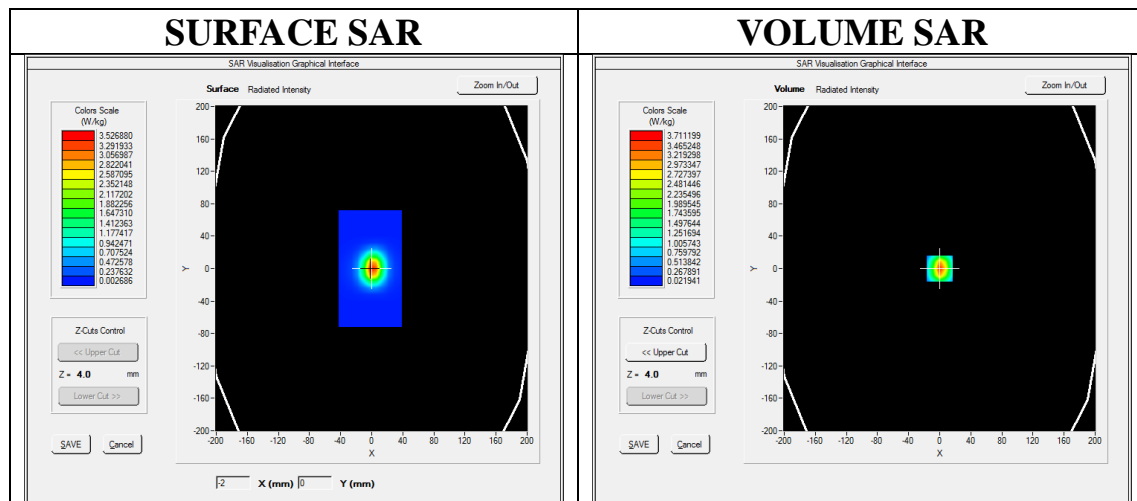 SURFACE SAR
SAR Visualisation Graphical Interface
Surface Radiated Intensity
Zoom In/Out
Colors Scale
(W/kg)
3.526880
3.291933
3.056987
2.822041
2.587095
2.352148
2.117202
1.882256
1.647310
1.412363
1.177417
0.942471
0.707524
0.472578
0.237632
0.002686
Z-Cuts Control
<< Upper Cut
Z = 4.0 mm
Lower Cut >>
SAVE Cancel
200
160
120
80
40
0
-40
-80
-120
-160
-200
Y
-200 -160 -120 -80 -40 0 40 80 120 160 200
X
-2 X (mm) 0 Y (mm)
VOLUME SAR
SAR Visualisation Graphical Interface
Volume Radiated Intensity
Zoom In/Out
Colors Scale
(W/kg)
3.711199
3.465248
3.219298
2.973347
2.727397
2.481446
2.235496
1.989545
1.743595
1.497644
1.251694
1.005743
0.759792
0.513842
0.267891
0.021941
Z-Cuts Control
<< Upper Cut
Z = 4.0 mm
Lower Cut >>
SAVE Cancel
200
160
120
80
40
0
-40
-80
-120
-160
-200
Y
-200 -160 -120 -80 -40 0 40 80 120 160 200
X